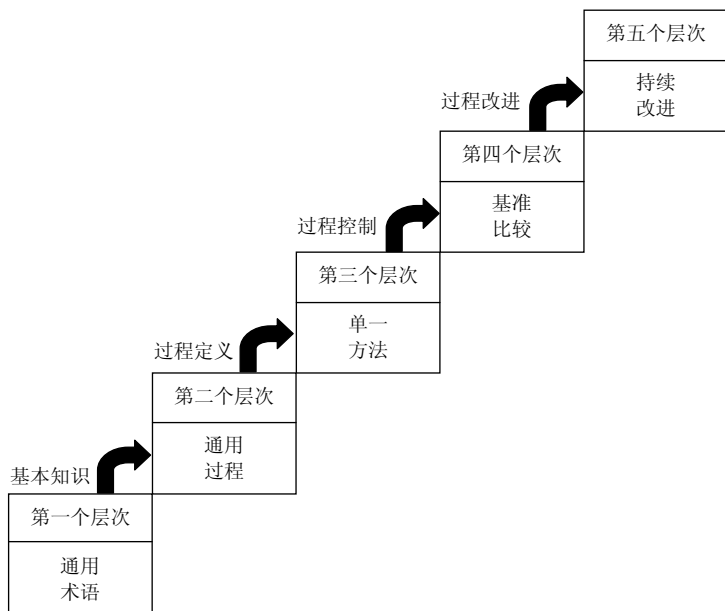 第五个层次
持续
改进
过程改进
第四个层次
基准
比较
过程控制
第三个层次
单一
方法
过程定义
第二个层次
通用
过程
基本知识
第一个层次
通用
术语